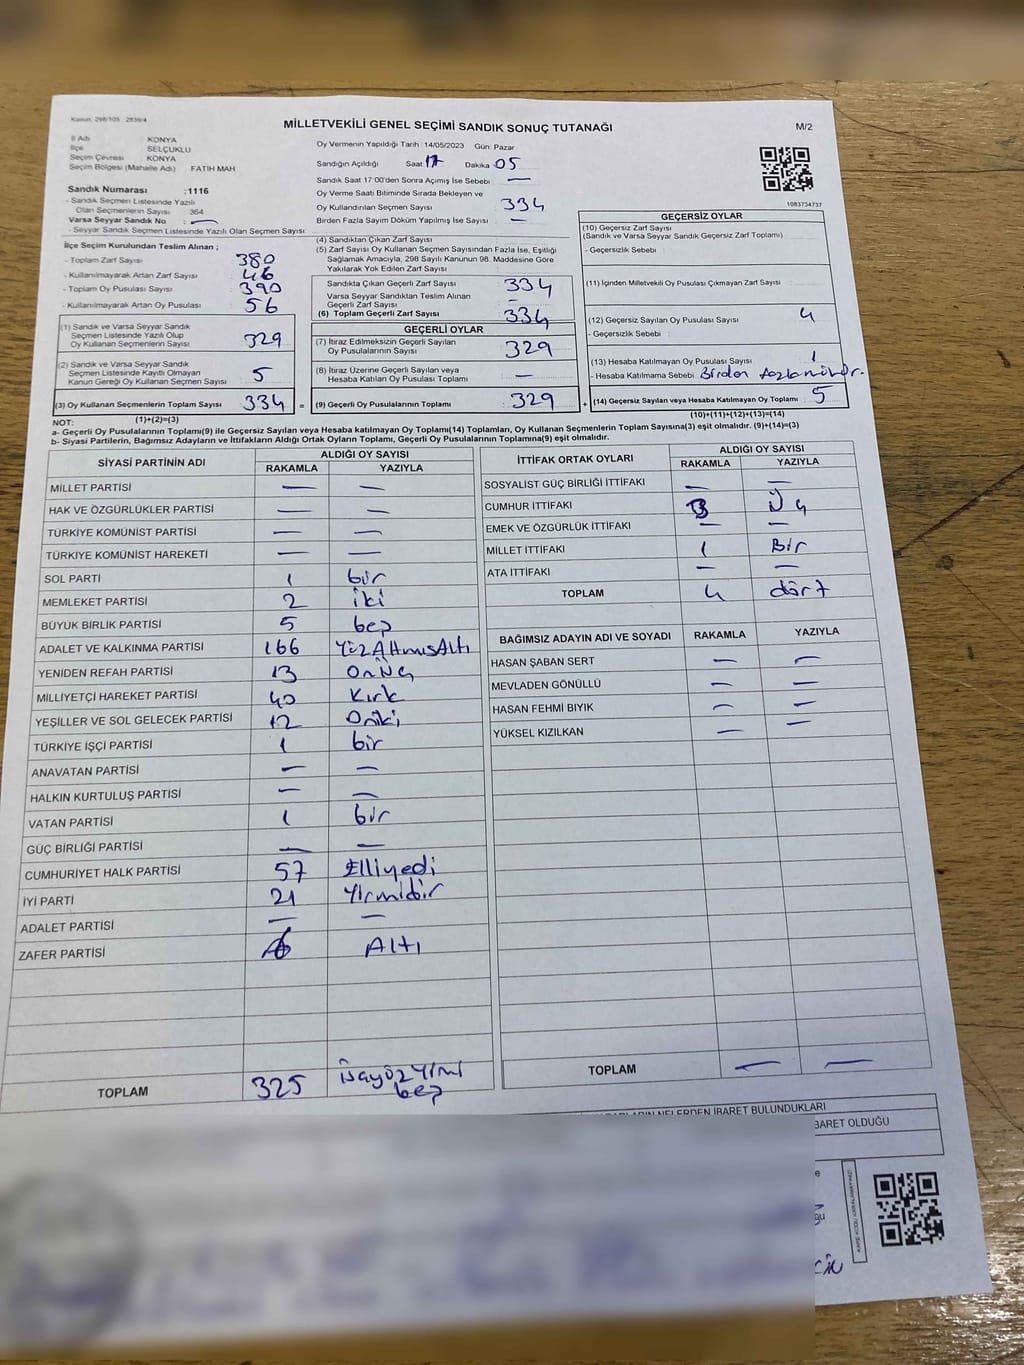 Kanun, 298/105 2839/4
MİLLETVEKİLİ GENEL SEÇİMİ SANDIK SONUÇ TUTANAĞI
M/2
İl Adı KONYA
İlçe SELÇUKLU
Seçim Çevresi KONYA
Seçim Bölgesi (Mahalle Adı) FATİH MAH
Sandık Numarası :1116
- Sandık Seçmen Listesinde Yazılı
Olan Seçmenlerin Sayısı : 364
Varsa Seyyar Sandık No : —
- Seyyar Sandık Seçmen Listesinde Yazılı Olan Seçmen Sayısı :
Oy Vermenin Yapıldığı Tarih 14/05/2023 Gün: Pazar
Sandığın Açıldığı Saat 17 Dakika 05
Sandık Saat 17:00'den Sonra Açımış İse Sebebi —
Oy Verme Saati Bitiminde Sırada Bekleyen ve
Oy Kullandırılan Seçmen Sayısı 334
Birden Fazla Sayım Döküm Yapılmış İse Sayısı —
1083734737
İlçe Seçim Kurulundan Teslim Alınan ;
- Toplam Zarf Sayısı 380
- Kullanılmayarak Artan Zarf Sayısı 46
- Toplam Oy Pusulası Sayısı 390
- Kullanılmayarak Artan Oy Pusulası 56
(4) Sandıktan Çıkan Zarf Sayısı
(5) Zarf Sayısı Oy Kullanan Seçmen Sayısından Fazla İse, Eşitliği
Sağlamak Amacıyla, 298 Sayılı Kanunun 98. Maddesine Göre
Yakılarak Yok Edilen Zarf Sayısı
Sandıkta Çıkan Geçerli Zarf Sayısı 334
Varsa Seyyar Sandıktan Teslim Alınan
Geçerli Zarf Sayısı —
(6) Toplam Geçerli Zarf Sayısı 334
GEÇERSİZ OYLAR
(10) Geçersiz Zarf Sayısı
(Sandık ve Varsa Seyyar Sandık Geçersiz Zarf Toplamı)
- Geçersizlik Sebebi :
(11) İçinden Milletvekili Oy Pusulası Çıkmayan Zarf Sayısı
(12) Geçersiz Sayılan Oy Pusulası Sayısı 4
- Geçersizlik Sebebi :
(13) Hesaba Katılmayan Oy Pusulası Sayısı 1
- Hesaba Katılmama Sebebi : Birden
(14) Geçersiz Sayılan veya Hesaba Katılmayan Oy Toplamı 5
(10)+(11)+(12)+(13)=(14)
(1) Sandık ve Varsa Seyyar Sandık
Seçmen Listesinde Yazılı Olup
Oy Kullanan Seçmenlerin Sayısı 329
(2) Sandık ve Varsa Seyyar Sandık
Seçmen Listesinde Kayıtlı Olmayan
Kanun Gereği Oy Kullanan Seçmen Sayısı 5
(3) Oy Kullanan Seçmenlerin Toplam Sayısı 334 =
(1)+(2)=(3)
GEÇERLİ OYLAR
(7) İtiraz Edilmeksizin Geçerli Sayılan
Oy Pusulalarının Sayısı 329
(8) İtiraz Üzerine Geçerli Sayılan veya
Hesaba Katılan Oy Pusulası Toplamı —
(9) Geçerli Oy Pusulalarının Toplamı 329 +
NOT:
a- Geçerli Oy Pusulalarının Toplamı(9) ile Geçersiz Sayılan veya Hesaba katılmayan Oy Toplamı(14) Toplamları, Oy Kullanan Seçmenlerin Toplam Sayısına(3) eşit olmalıdır. (9)+(14)=(3)
b- Siyasi Partilerin, Bağımsız Adayların ve İttifakların Aldığı Ortak Oyların Toplamı, Geçerli Oy Pusulalarının Toplamına(9) eşit olmalıdır.
SİYASİ PARTİNİN ADI
ALDIĞI OY SAYISI
RAKAMLA YAZIYLA
MİLLET PARTİSİ — —
HAK VE ÖZGÜRLÜKLER PARTİSİ — —
TÜRKİYE KOMÜNİST PARTİSİ — —
TÜRKİYE KOMÜNİST HAREKETİ — —
SOL PARTİ 1 bir
MEMLEKET PARTİSİ 2 iki
BÜYÜK BİRLİK PARTİSİ 5 beş
ADALET VE KALKINMA PARTİSİ 166 YüzAltmışAltı
YENİDEN REFAH PARTİSİ 13 Onüç
MİLLİYETÇİ HAREKET PARTİSİ 40 Kırk
YEŞİLLER VE SOL GELECEK PARTİSİ 12 Oniki
TÜRKİYE İŞÇİ PARTİSİ 1 bir
ANAVATAN PARTİSİ — —
HALKIN KURTULUŞ PARTİSİ — —
VATAN PARTİSİ 1 bir
GÜÇ BİRLİĞİ PARTİSİ — —
CUMHURİYET HALK PARTİSİ 57 Elliyedi
İYİ PARTİ 21 Yirmibir
ADALET PARTİSİ — —
ZAFER PARTİSİ 6 Altı
TOPLAM 325
beş
İTTİFAK ORTAK OYLARI
ALDIĞI OY SAYISI
RAKAMLA YAZIYLA
SOSYALİST GÜÇ BİRLİĞİ İTTİFAKI — —
CUMHUR İTTİFAKI 3 Üç
EMEK VE ÖZGÜRLÜK İTTİFAKI — —
MİLLET İTTİFAKI 1 Bir
ATA İTTİFAKI — —
TOPLAM 4 dört
BAĞIMSIZ ADAYIN ADI VE SOYADI RAKAMLA YAZIYLA
HASAN ŞABAN SERT — —
MEVLADEN GÖNÜLLÜ — —
HASAN FEHMİ BIYIK — —
YÜKSEL KIZILKAN — —
TOPLAM — —
NELERDEN İBARET BULUNDUKLARI
BARET OLDUĞU